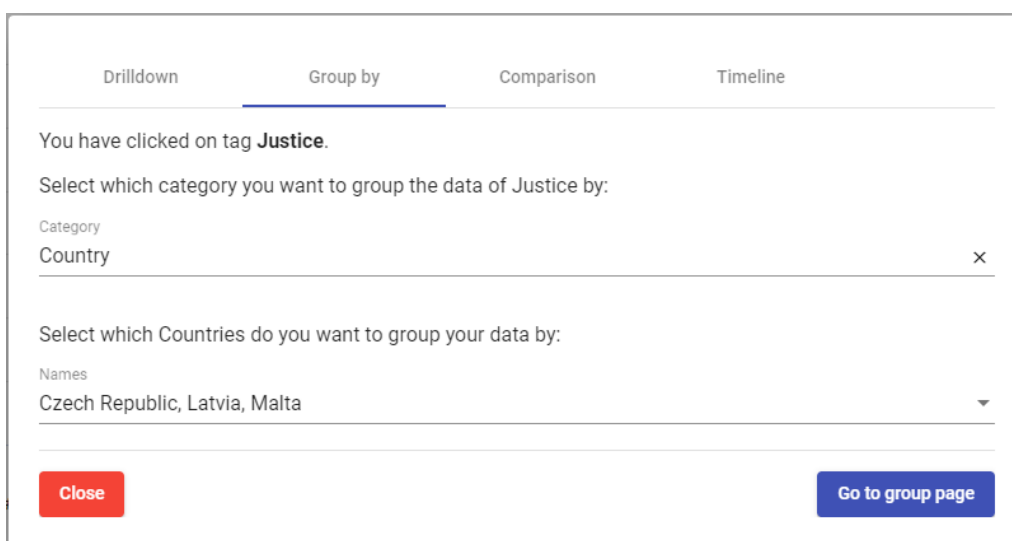 Drilldown Group by Comparison Timeline
You have clicked on tag Justice.
Select which category you want to group the data of Justice by:
Category
Country ×
Select which Countries do you want to group your data by:
Names
Czech Republic, Latvia, Malta
Close Go to group page